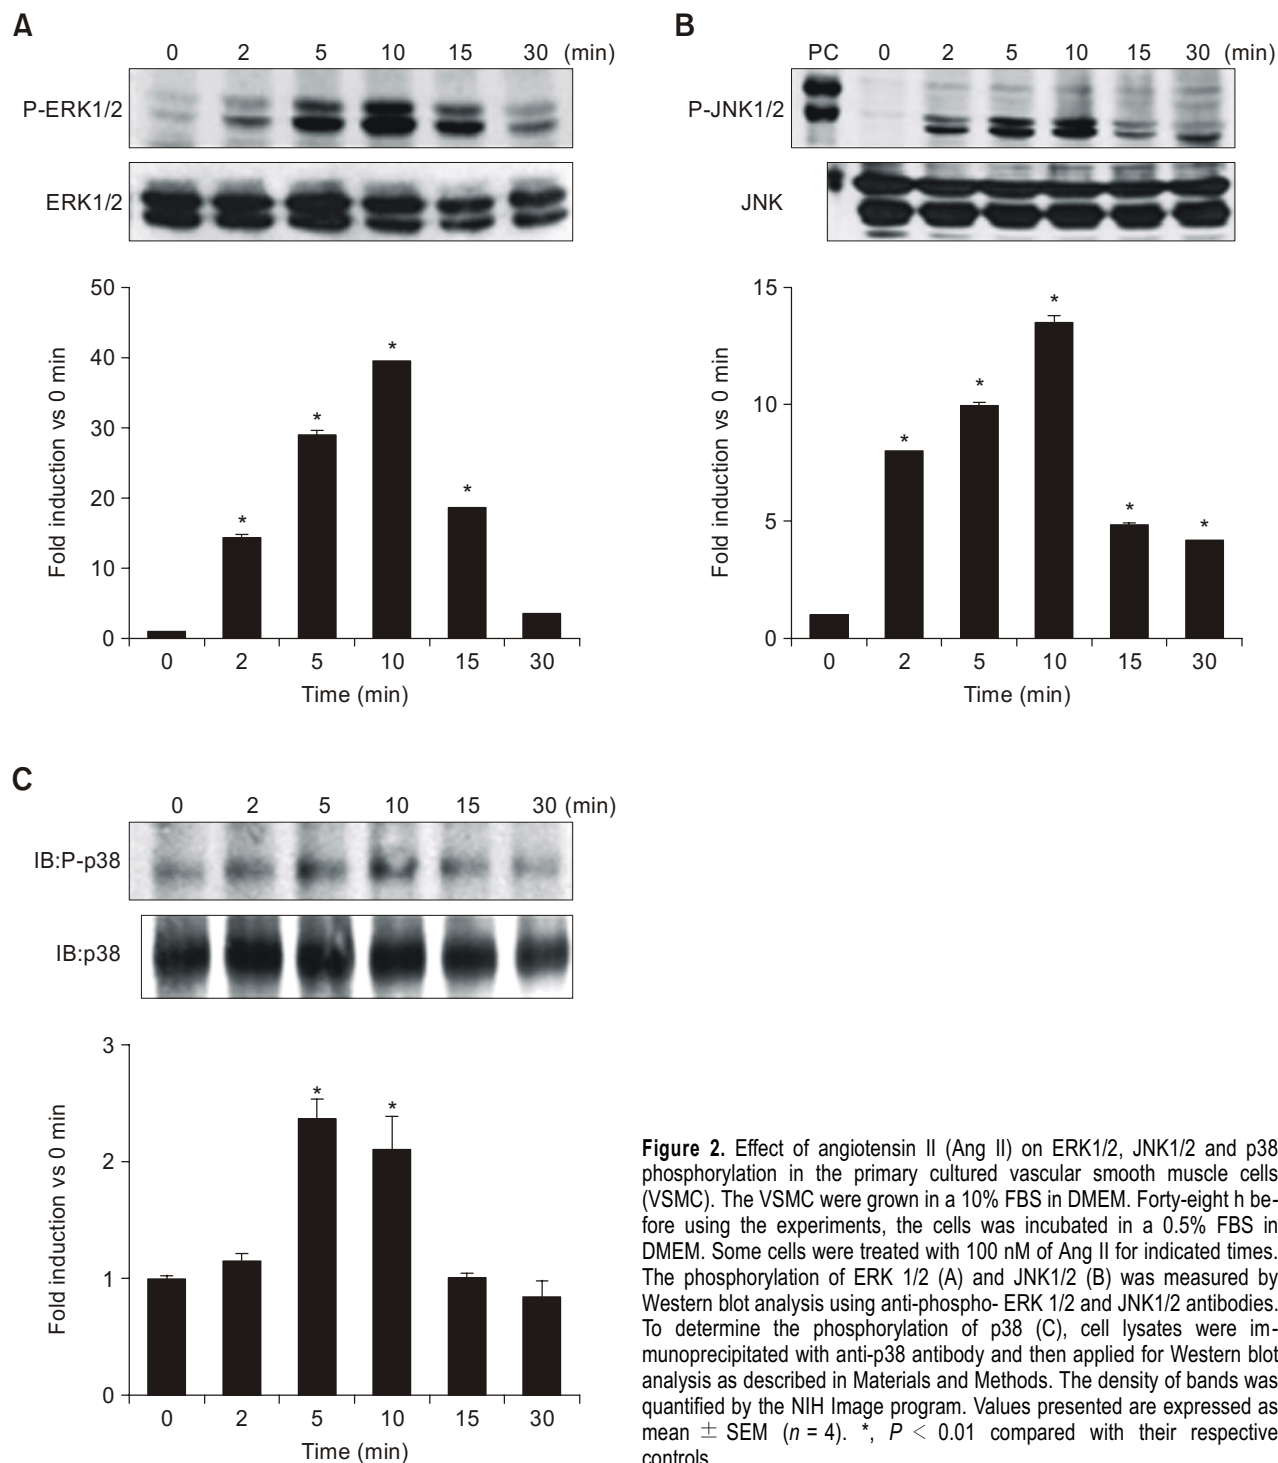 A
0 2 5 10 15 30 (min)
P-ERK1/2
ERK1/2
50
40
30
20
10
0
Fold induction vs 0 min
*
*
*
*
0 2 5 10 15 30
Time (min)
B
PC 0 2 5 10 15 30 (min)
P-JNK1/2
JNK
15
10
5
0
Fold induction vs 0 min
*
*
*
*
*
0 2 5 10 15 30
Time (min)
C
0 2 5 10 15 30 (min)
IB:P-p38
IB:p38
3
2
1
0
Fold induction vs 0 min
*
*
0 2 5 10 15 30
Time (min)
Figure 2. Effect of angiotensin II (Ang II) on ERK1/2, JNK1/2 and p38
phosphorylation in the primary cultured vascular smooth muscle cells
(VSMC). The VSMC were grown in a 10% FBS in DMEM. Forty-eight h be-
fore using the experiments, the cells was incubated in a 0.5% FBS in
DMEM. Some cells were treated with 100 nM of Ang II for indicated times.
The phosphorylation of ERK 1/2 (A) and JNK1/2 (B) was measured by
Western blot analysis using anti-phospho- ERK 1/2 and JNK1/2 antibodies.
To determine the phosphorylation of p38 (C), cell lysates were im-
munoprecipitated with anti-p38 antibody and then applied for Western blot
analysis as described in Materials and Methods. The density of bands was
quantified by the NIH Image program. Values presented are expressed as
mean ± SEM (n = 4). *, P < 0.01 compared with their respective
controls